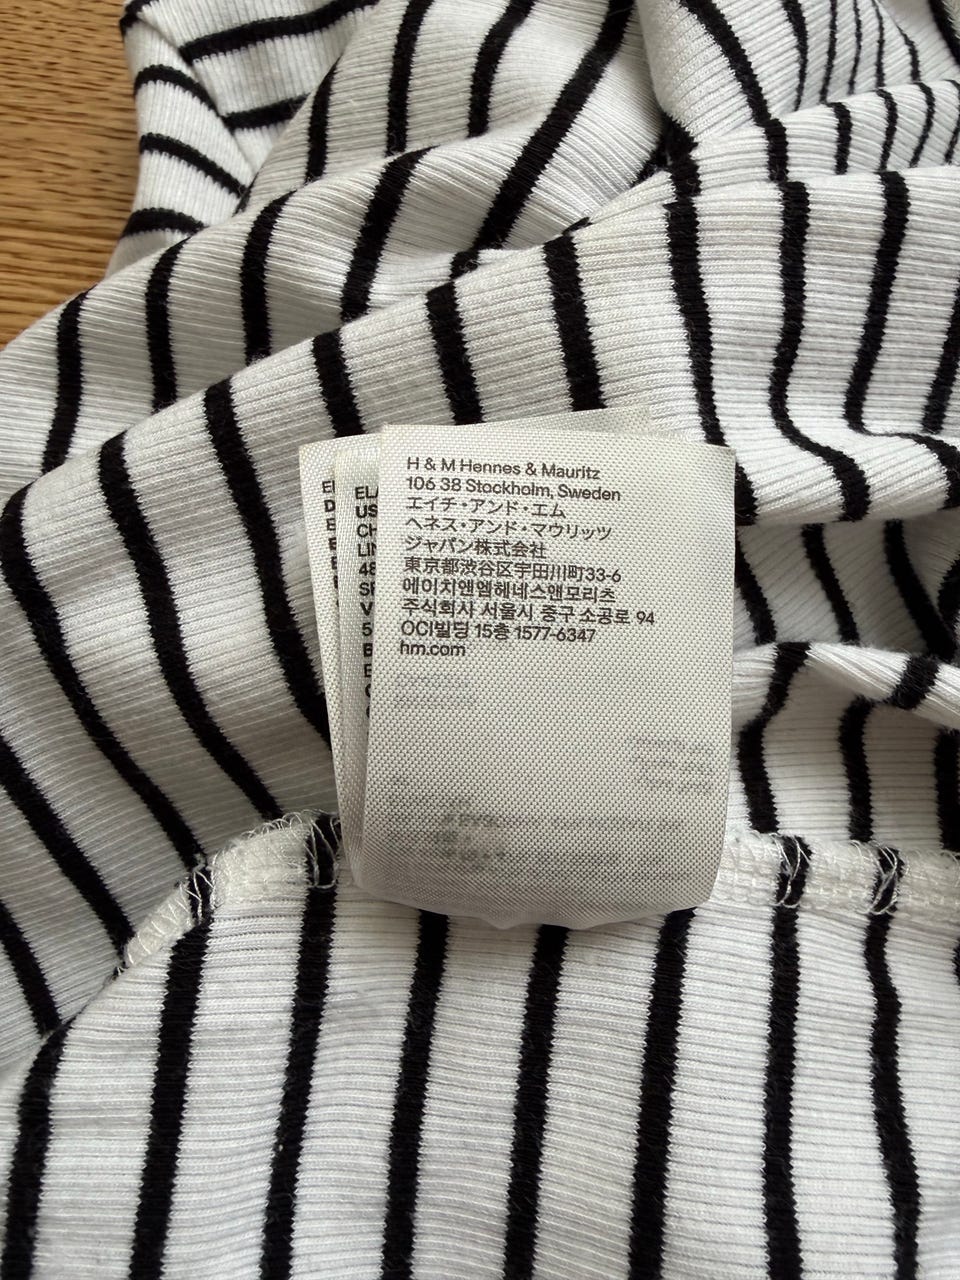 H & M Hennes & Mauritz
106 38 Stockholm, Sweden
エイチ・アンド・エム
ヘネス・アンド・マウリッツ
ジャパン株式会社
東京都渋谷区宇田川町33-6
에이치앤엠헤네스앤모리츠
주식회사 서울시 중구 소공로 94
OCI빌딩 15층 1577-6347
hm.com